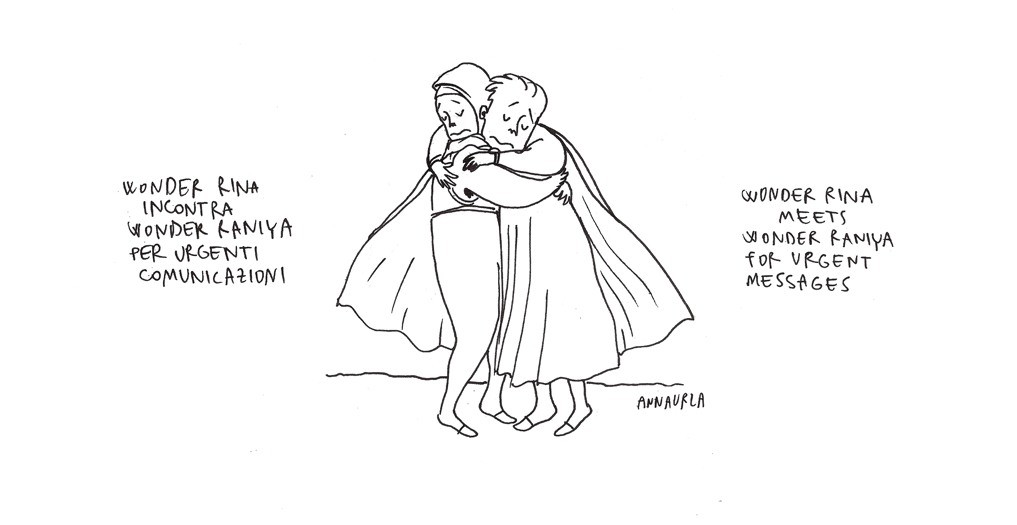 WONDER RINA
INCONTRA
WONDER RANIYA
PER URGENTI
COMUNICAZIONI
WONDER RINA
MEETS
WONDER RANIYA
FOR URGENT
MESSAGES
ANNAURLA